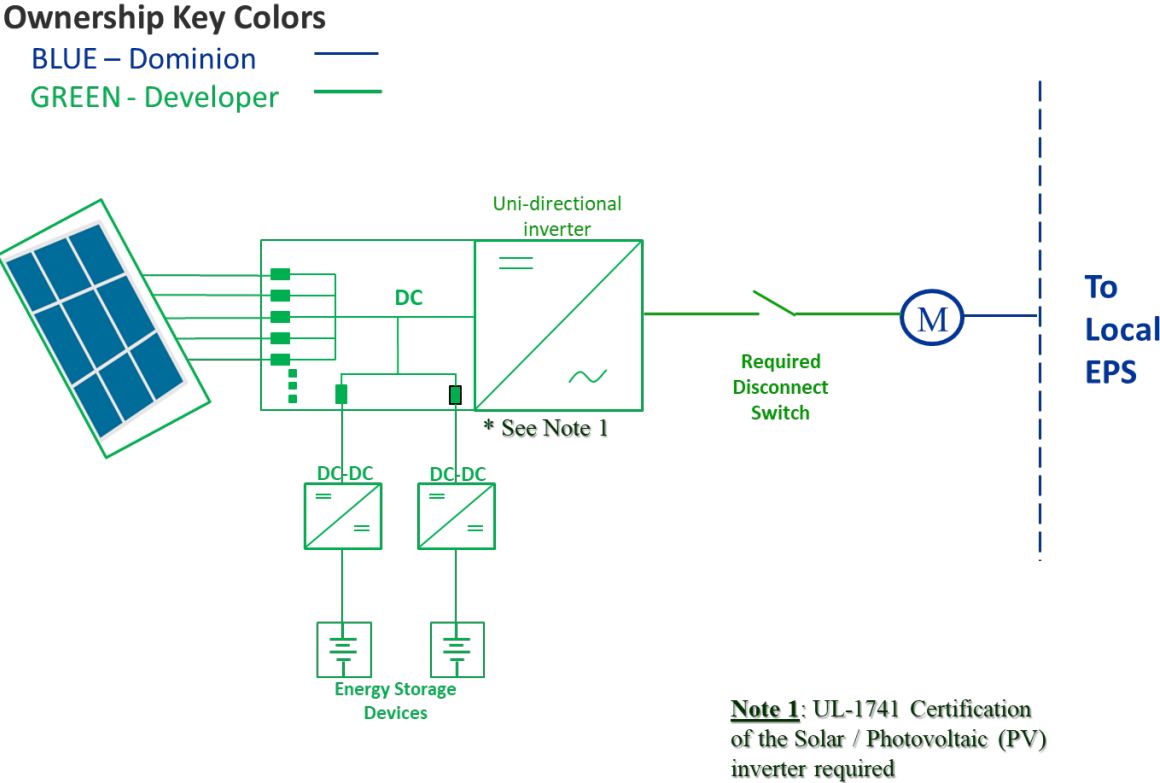 Ownership Key Colors
BLUE – Dominion
GREEN - Developer
Uni-directional
inverter
DC
M
To
Local
EPS
Required
Disconnect
Switch
* See Note 1
DC-DC
DC-DC
Energy Storage
Devices
Note 1: UL-1741 Certification
of the Solar / Photovoltaic (PV)
inverter required